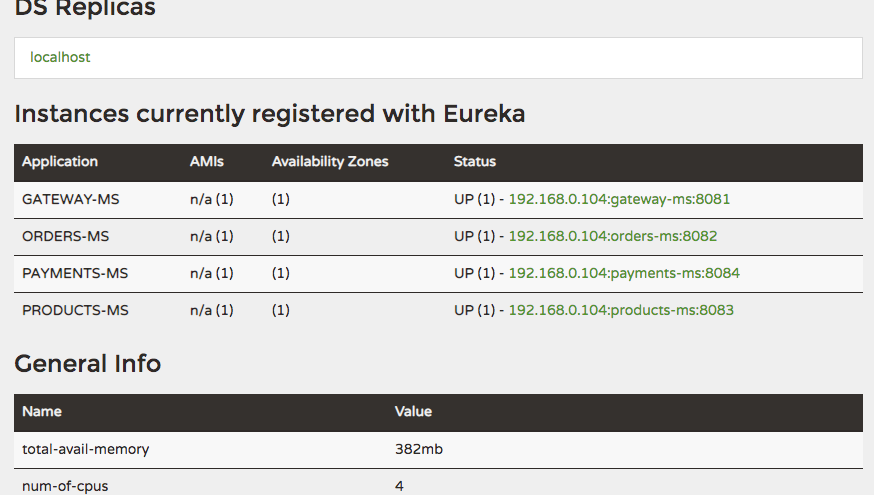 DS Replicas
localhost
Instances currently registered with Eureka
Application AMIs Availability Zones Status
GATEWAY-MS n/a (1) (1) UP (1) - 192.168.0.104:gateway-ms:8081
ORDERS-MS n/a (1) (1) UP (1) - 192.168.0.104:orders-ms:8082
PAYMENTS-MS n/a (1) (1) UP (1) - 192.168.0.104:payments-ms:8084
PRODUCTS-MS n/a (1) (1) UP (1) - 192.168.0.104:products-ms:8083
General Info
Name Value
total-avail-memory 382mb
num-of-cpus 4